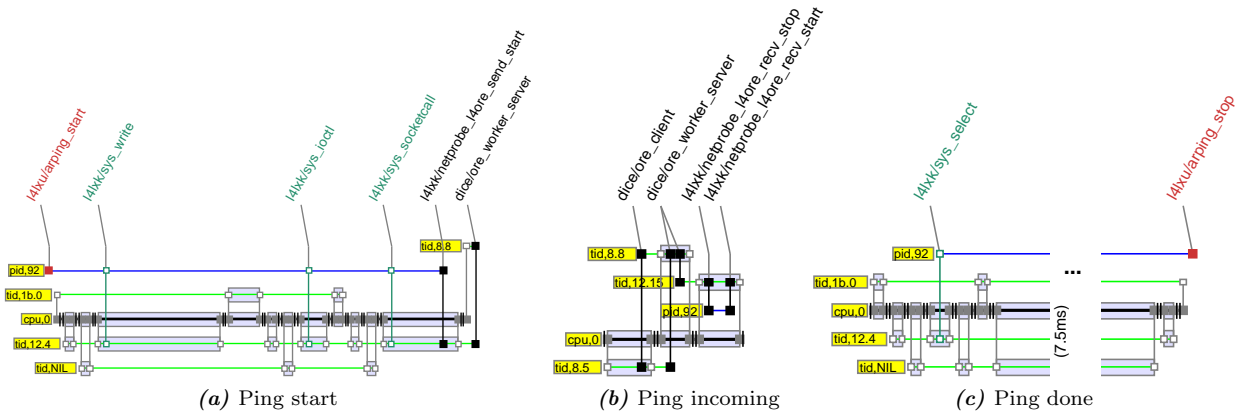 l4lxu/arping_start
l4lxk/sys_write
l4lxk/sys_ioctl
l4lxk/sys_socketcall
l4lxk/netprobe_l4ore_send_start
dice/ore_worker_server
tid,8.8
pid,92
tid,1b.0
cpu,0
tid,12.4
tid,NIL
(a) Ping start
dice/ore_client
dice/ore_worker_server
l4lxk/netprobe_l4ore_recv_stop
l4lxk/netprobe_l4ore_recv_start
tid,8.8
tid,12.15
pid,92
cpu,0
tid,8.5
(b) Ping incoming
l4lxk/sys_select
l4lxu/arping_stop
pid,92
...
tid,1b.0
cpu,0
tid,12.4
tid,NIL
(7.5ms)
(c) Ping done